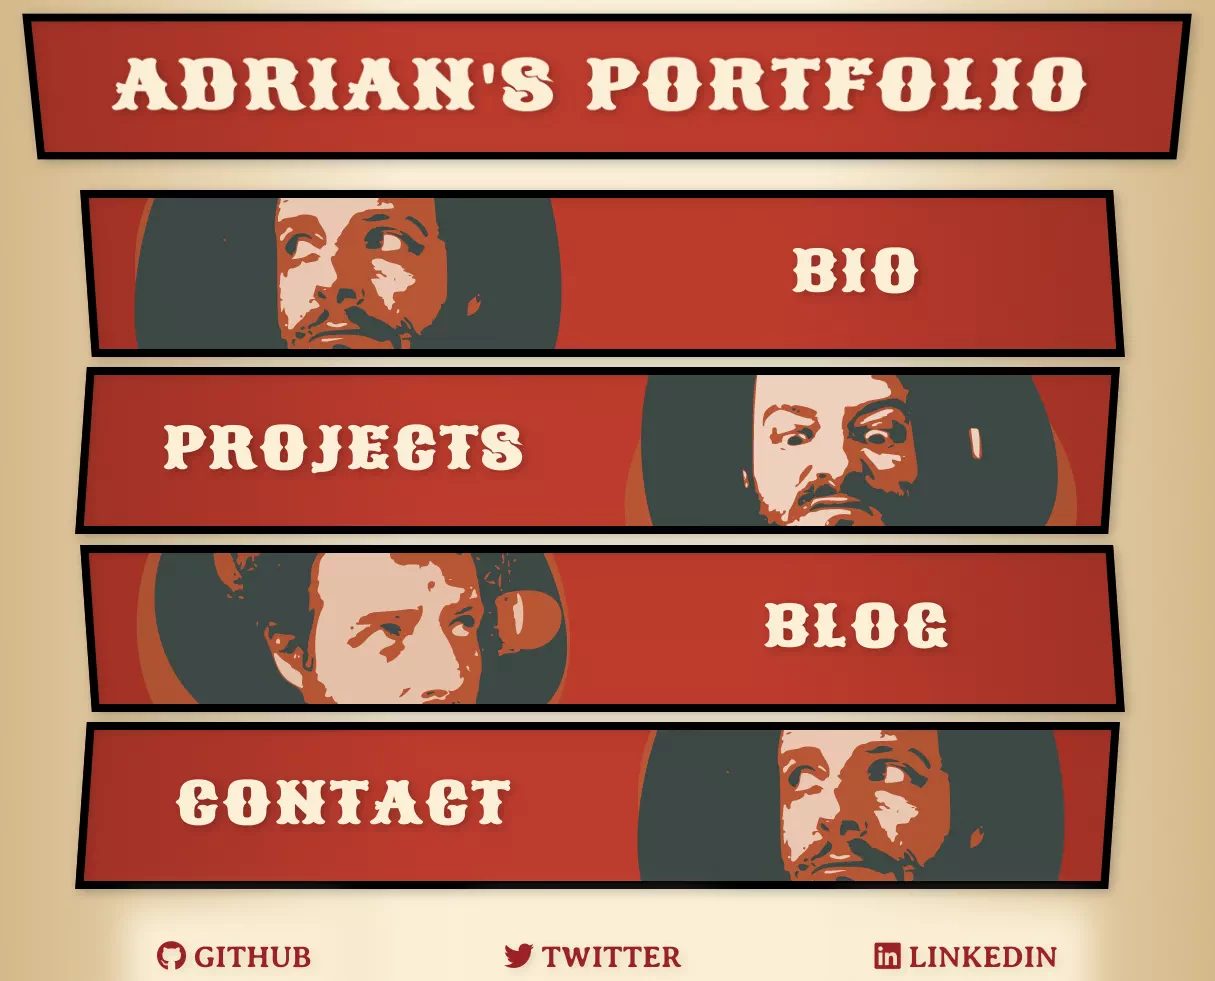 ADRIAN'S PORTFOLIO
BIO
PROJECTS
BLOG
CONTACT
GITHUB
TWITTER
LINKEDIN